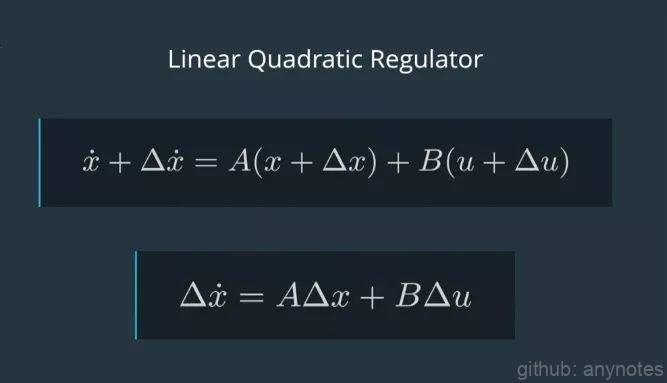 Linear Quadratic Regulator
ẋ + Δẋ = A(x + Δx) + B(u + Δu)
Δẋ = AΔx + BΔu
github: anynotes